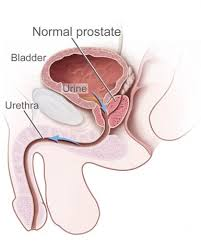 Normal prostate
Bladder
Urine
Urethra